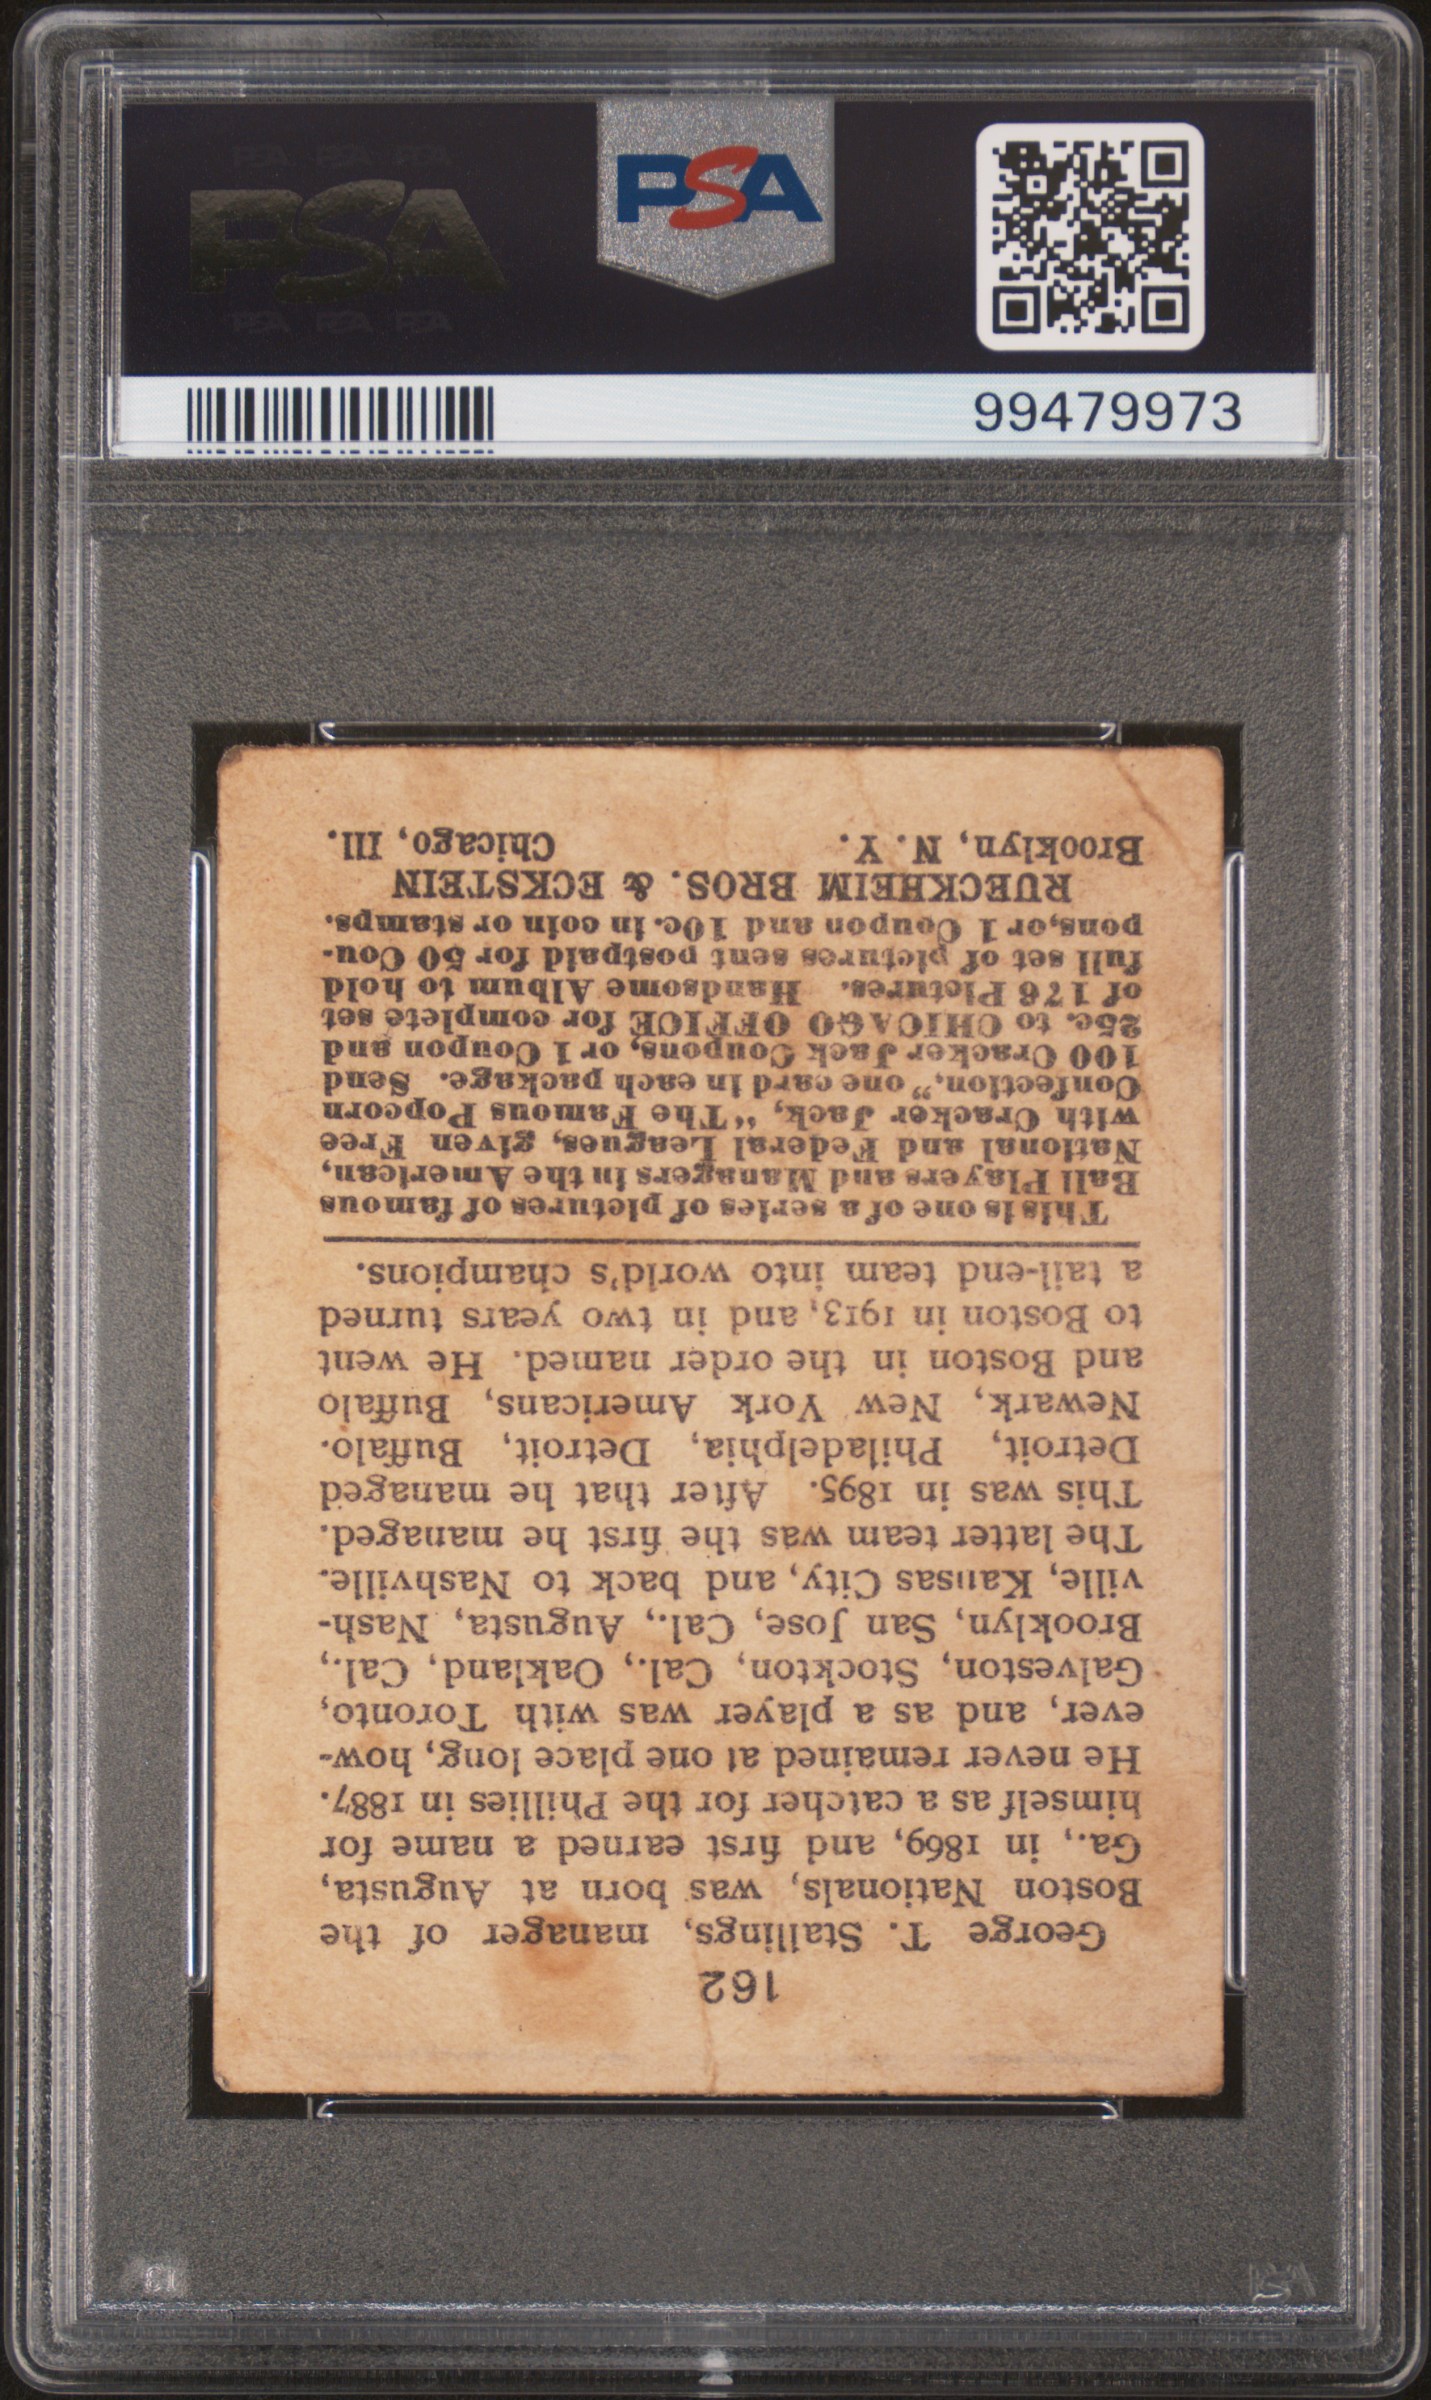 PSA PSA PSA
PSA
PSA PSA PSA
PSA
99479973
162
George T. Stallings, manager of the
Boston Nationals, was born at Augusta,
Ga., in 1869, and first earned a name for
himself as a catcher for the Phillies in 1887.
He never remained at one place long, how-
ever, and as a player was with Toronto,
Galveston, Stockton, Cal., Oakland, Cal.,
Brooklyn, San Jose, Cal., Augusta, Nash-
ville, Kansas City, and back to Nashville.
The latter team was the first he managed.
This was in 1895. After that he managed
Detroit, Philadelphia, Detroit, Buffalo.
Newark, New York Americans, Buffalo
and Boston in the order named. He went
to Boston in 1913, and in two years turned
a tail-end team into world's champions.
This is one of a series of pictures of famous
Ball Players and Managers in the American,
National and Federal Leagues, given Free
with Cracker Jack, "The Famous Popcorn
Confection," one card in each package. Send
100 Cracker Jack Coupons, or 1 Coupon and
25c. to CHICAGO OFFICE for complete set
of 176 Pictures. Handsome Album to hold
full set of pictures sent postpaid for 50 Cou-
pons, or 1 Coupon and 10c. in coin or stamps.
RUECKHEIM BROS. & ECKSTEIN
Brooklyn, N. Y. Chicago, Ill.
PSA